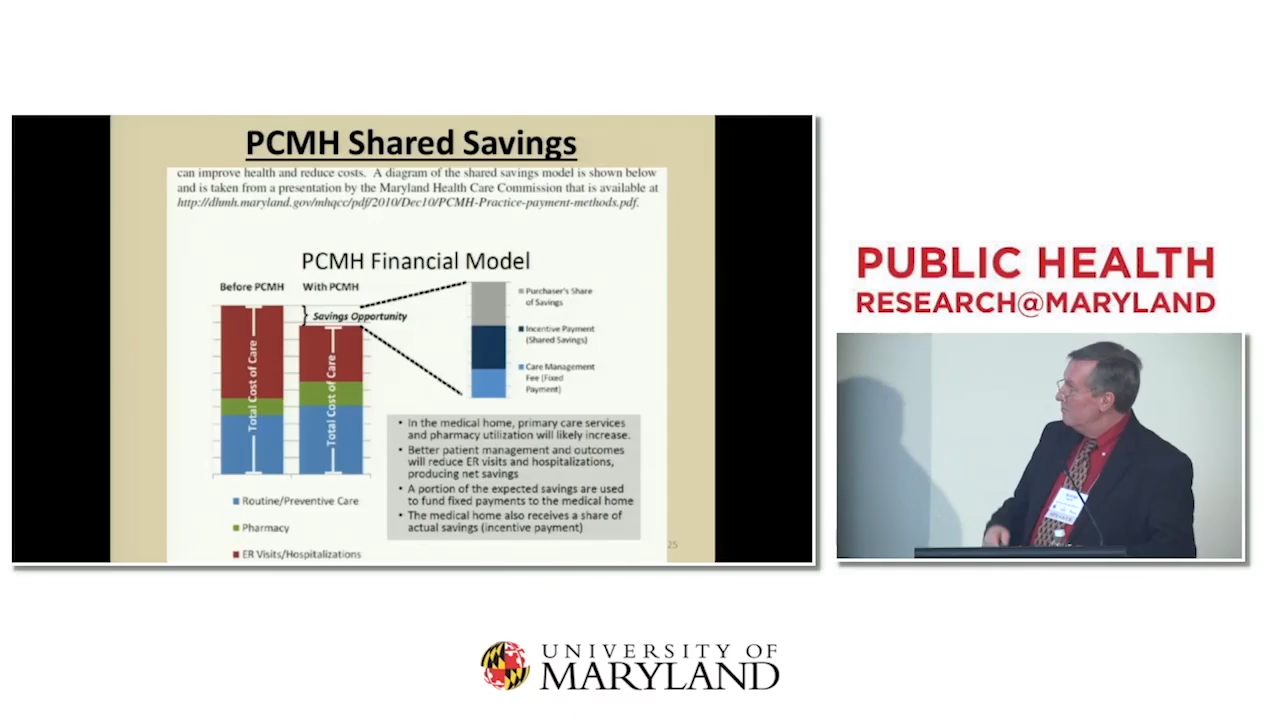 PCMH Shared Savings
can improve health and reduce costs. A diagram of the shared savings model is shown below
and is taken from a presentation by the Maryland Health Care Commission that is available at
http://dhmh.maryland.gov/mhqcc/pdf/2010/Dec10/PCMH-Practice-payment-methods.pdf.
PCMH Financial Model
Before PCMH
With PCMH
Savings Opportunity
Total Cost of Care
Total Cost of Care
Purchaser's Share
of Savings
Incentive Payment
(Shared Savings)
Care Management
Fee (Fixed
Payment)
• In the medical home, primary care services
and pharmacy utilization will likely increase.
• Better patient management and outcomes
will reduce ER visits and hospitalizations,
producing net savings
• A portion of the expected savings are used
to fund fixed payments to the medical home
• The medical home also receives a share of
actual savings (incentive payment)
Routine/Preventive Care
Pharmacy
ER Visits/Hospitalizations
25
PUBLIC HEALTH
RESEARCH@MARYLAND
UNIVERSITY OF
MARYLAND